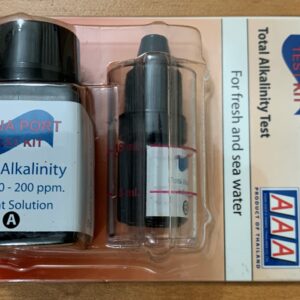 TEST KIT
Total Alkalinity Test
For fresh and sea water
AAA
PRODUCT OF THAILAND
A PORT
KIT
Alkalinity
0 - 200 ppm.
Solution
A